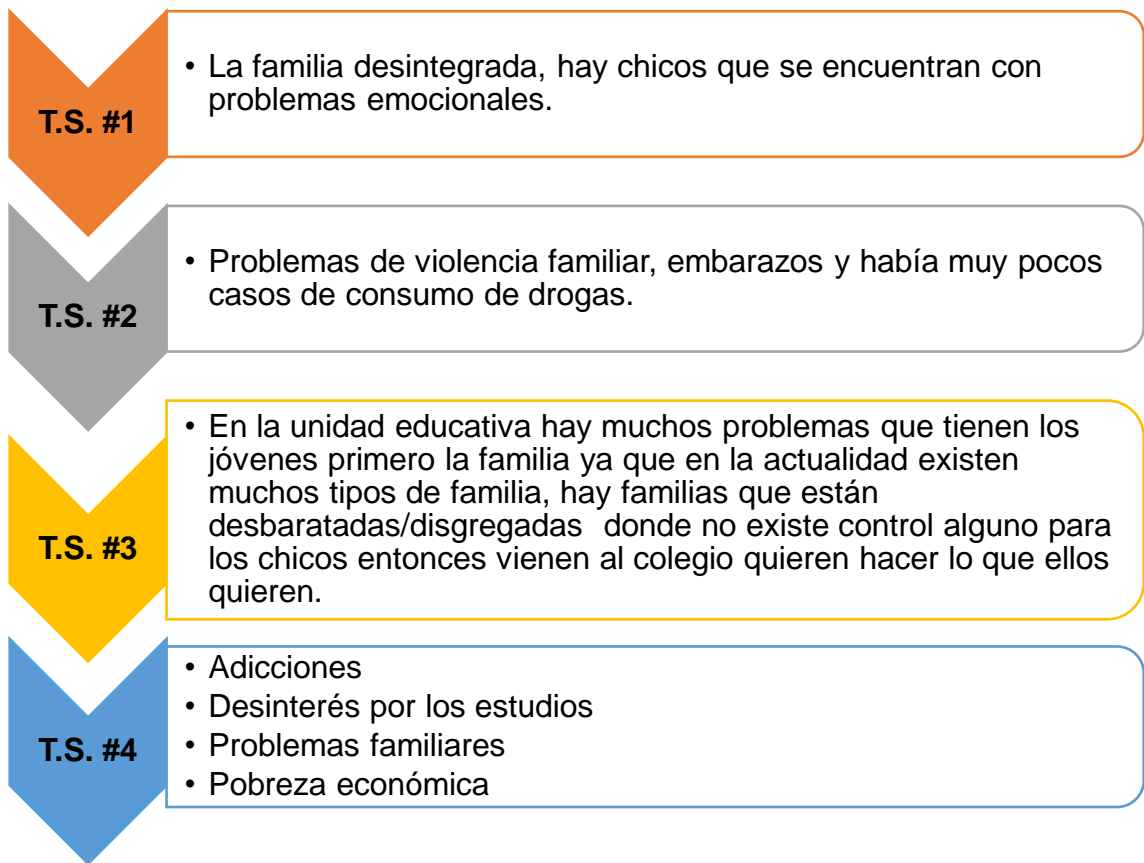 T.S. #1
• La familia desintegrada, hay chicos que se encuentran con
problemas emocionales.
T.S. #2
• Problemas de violencia familiar, embarazos y había muy pocos
casos de consumo de drogas.
T.S. #3
• En la unidad educativa hay muchos problemas que tienen los
jóvenes primero la familia ya que en la actualidad existen
muchos tipos de familia, hay familias que están
desbaratadas/disgregadas donde no existe control alguno para
los chicos entonces vienen al colegio quieren hacer lo que ellos
quieren.
T.S. #4
• Adicciones
• Desinterés por los estudios
• Problemas familiares
• Pobreza económica